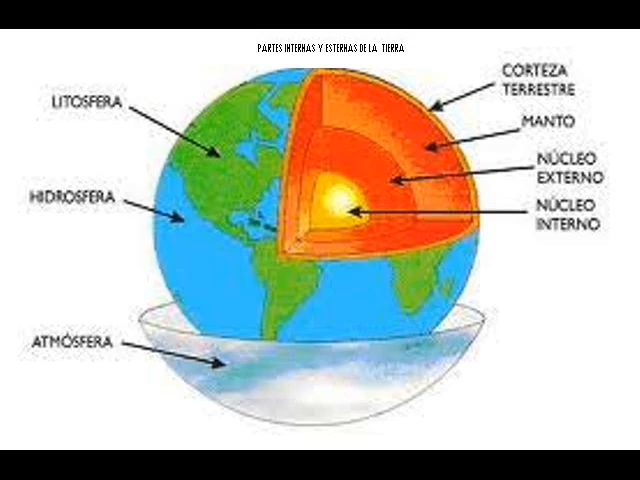 PARTES INTERNAS Y ESTERNAS DE LA TIERRA
CORTEZA
TERRESTRE
LITOSFERA
MANTO
NÚCLEO
EXTERNO
HIDROSFERA
NÚCLEO
INTERNO
ATMÓSFERA